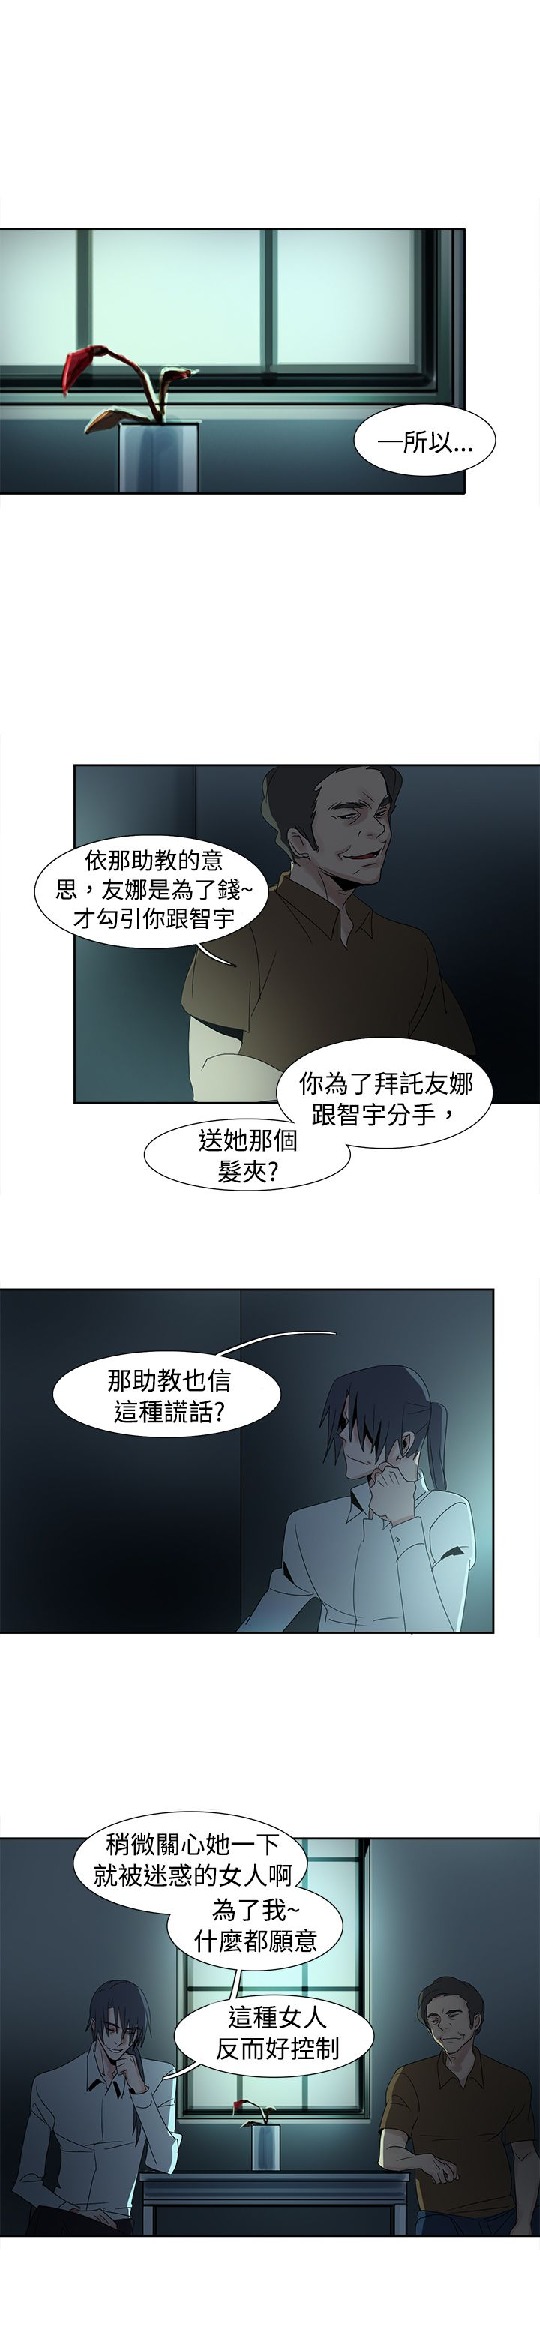 —所以...
依那助教的意
思，友娜是為了錢~
才勾引你跟智宇
你為了拜託友娜
跟智宇分手，
送她那個
髮夾?
那助教也信
這種謊話?
稍微關心她一下
就被迷惑的女人啊
為了我~
什麼都願意
這種女人
反而好控制